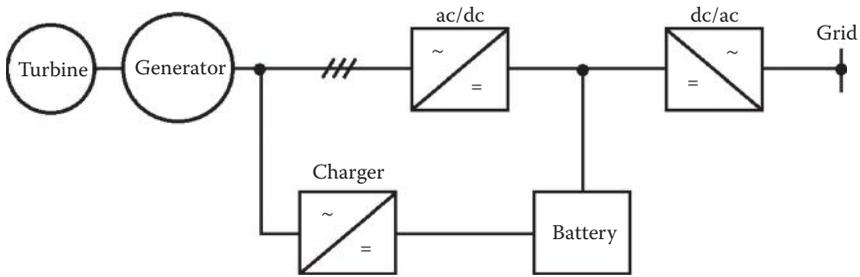 ac/dc
dc/ac
Grid
Turbine
Generator
~
=
~
=
Charger
~
=
Battery